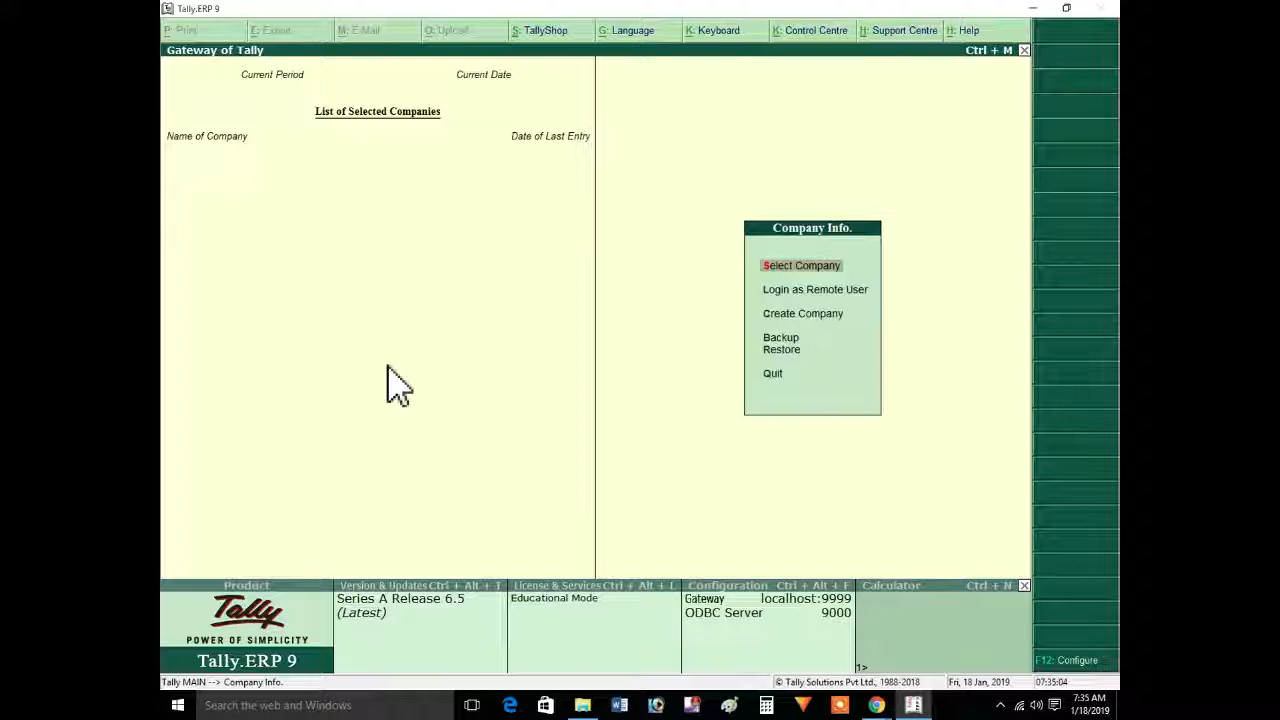 Tally.ERP 9
P: Print E: Export M: E-Mail O: Upload S: TallyShop G: Language K: Keyboard K: Control Centre H: Support Centre H: Help
Gateway of Tally Ctrl + M
Current Period Current Date
List of Selected Companies
Name of Company Date of Last Entry
Company Info.
Select Company
Login as Remote User
Create Company
Backup
Restore
Quit
Product Version & Updates Ctrl + Alt + T License & Services Ctrl + Alt + L Configuration Ctrl + Alt + F Calculator Ctrl + N
Tally
POWER OF SIMPLICITY
Tally.ERP 9
Series A Release 6.5
(Latest)
Educational Mode
Gateway localhost:9999
ODBC Server 9000
1>
F12: Configure
Tally MAIN --> Company Info. © Tally Solutions Pvt Ltd., 1988-2018 Fri, 18 Jan, 2019 07:35:04
Search the web and Windows
7:35 AM
1/18/2019